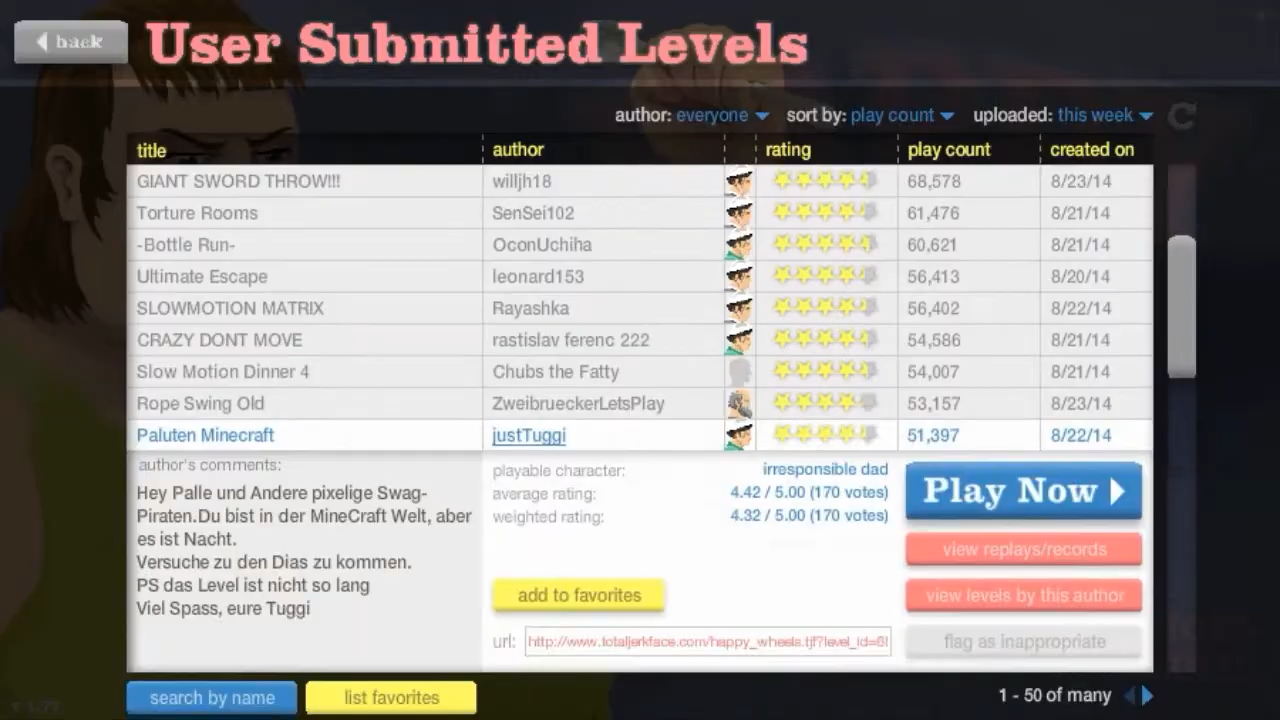 back
User Submitted Levels
author: everyone sort by: play count uploaded: this week
title author rating play count created on
GIANT SWORD THROW!!! willjh18 68,578 8/23/14
Torture Rooms SenSei102 61,476 8/21/14
-Bottle Run- OconUchiha 60,621 8/21/14
Ultimate Escape leonard153 56,413 8/20/14
SLOWMOTION MATRIX Rayashka 56,402 8/22/14
CRAZY DONT MOVE rastislav ferenc 222 54,586 8/21/14
Slow Motion Dinner 4 Chubs the Fatty 54,007 8/21/14
Rope Swing Old ZweibrueckerLetsPlay 53,157 8/23/14
Paluten Minecraft justTuggi 51,397 8/22/14
author's comments:
Hey Palle und Andere pixelige Swag-
Piraten.Du bist in der MineCraft Welt, aber
es ist Nacht.
Versuche zu den Dias zu kommen.
PS das Level ist nicht so lang
Viel Spass, eure Tuggi
playable character: irresponsible dad
average rating: 4.42 / 5.00 (170 votes)
weighted rating: 4.32 / 5.00 (170 votes)
add to favorites
url: http://www.totaljerkface.com/happy_wheels.tjf?level_id=6
Play Now
view replays/records
view levels by this author
flag as inappropriate
search by name list favorites
1 - 50 of many